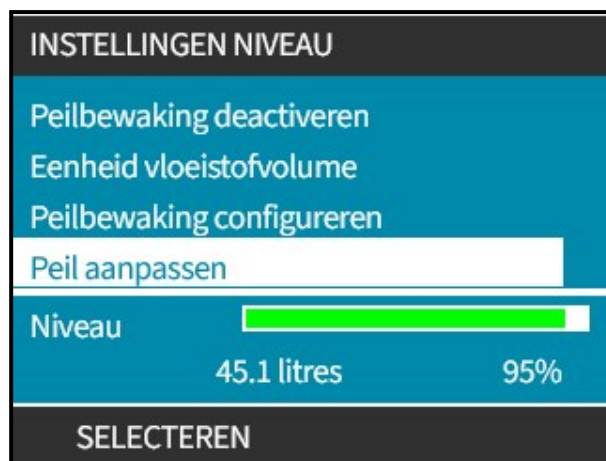 INSTELLINGEN NIVEAU
Peilbewaking deactiveren
Eenheid vloeistofvolume
Peilbewaking configureren
Peil aanpassen
Niveau
45.1 litres 95%
SELECTEREN